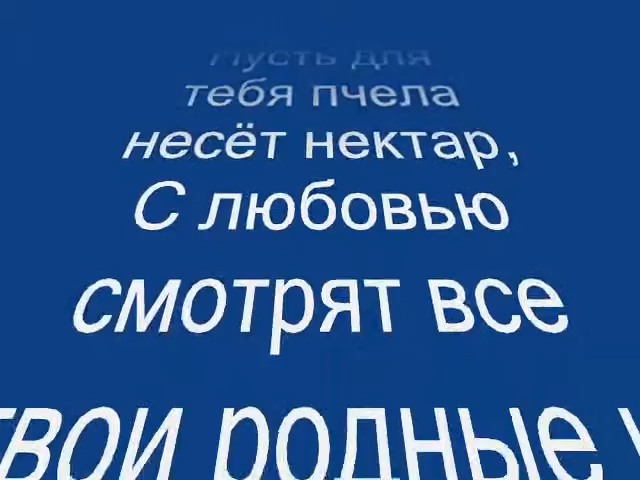 Пусть для
тебя пчела
несёт нектар,
С любовью
смотрят все
твои родные